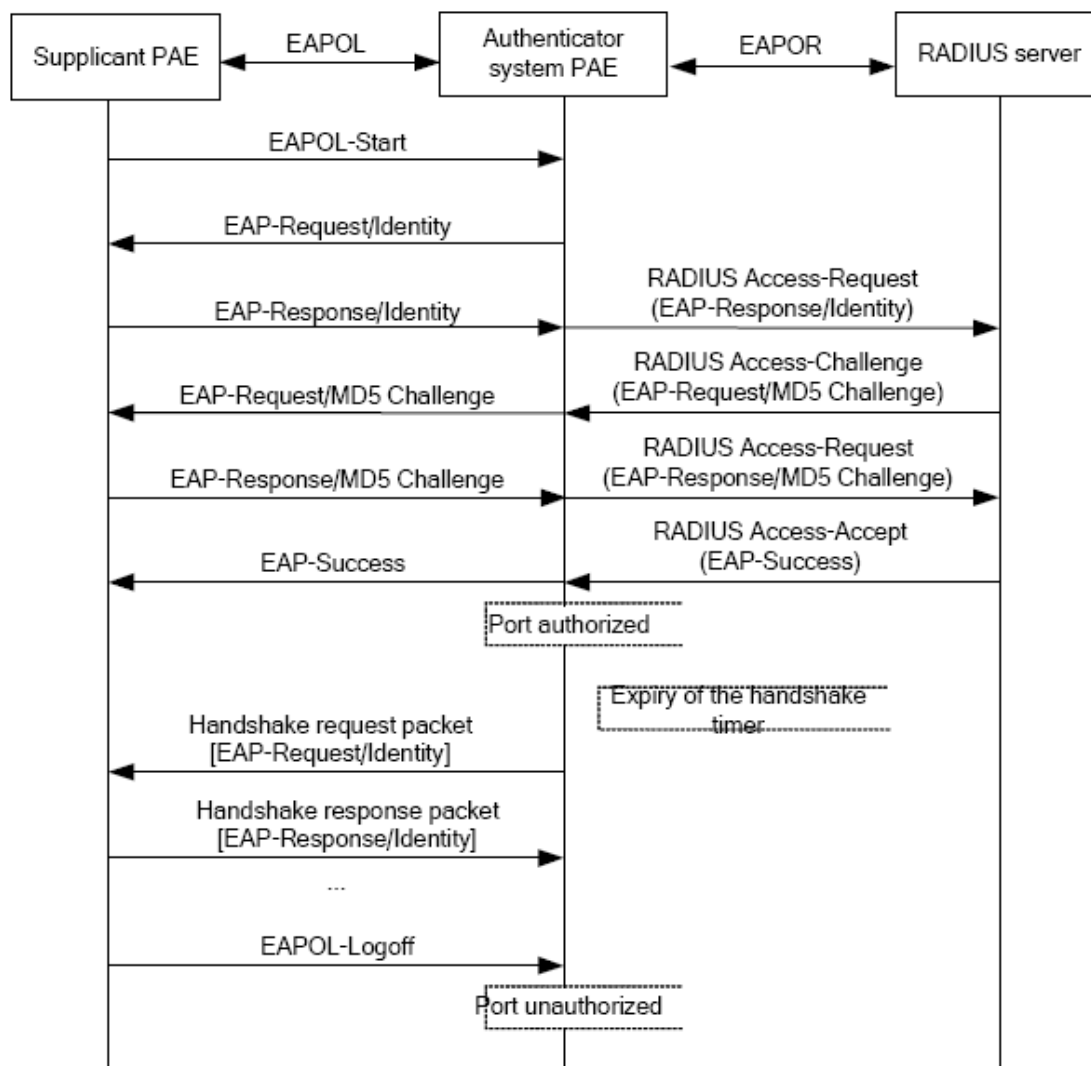 Supplicant PAE
EAPOL
Authenticator
system PAE
EAPOR
RADIUS server
EAPOL-Start
EAP-Request/Identity
EAP-Response/Identity
RADIUS Access-Request
(EAP-Response/Identity)
EAP-Request/MD5 Challenge
RADIUS Access-Challenge
(EAP-Request/MD5 Challenge)
EAP-Response/MD5 Challenge
RADIUS Access-Request
(EAP-Response/MD5 Challenge)
EAP-Success
RADIUS Access-Accept
(EAP-Success)
Port authorized
Expiry of the handshake
timer
Handshake request packet
[EAP-Request/Identity]
Handshake response packet
[EAP-Response/Identity]
...
EAPOL-Logoff
Port unauthorized